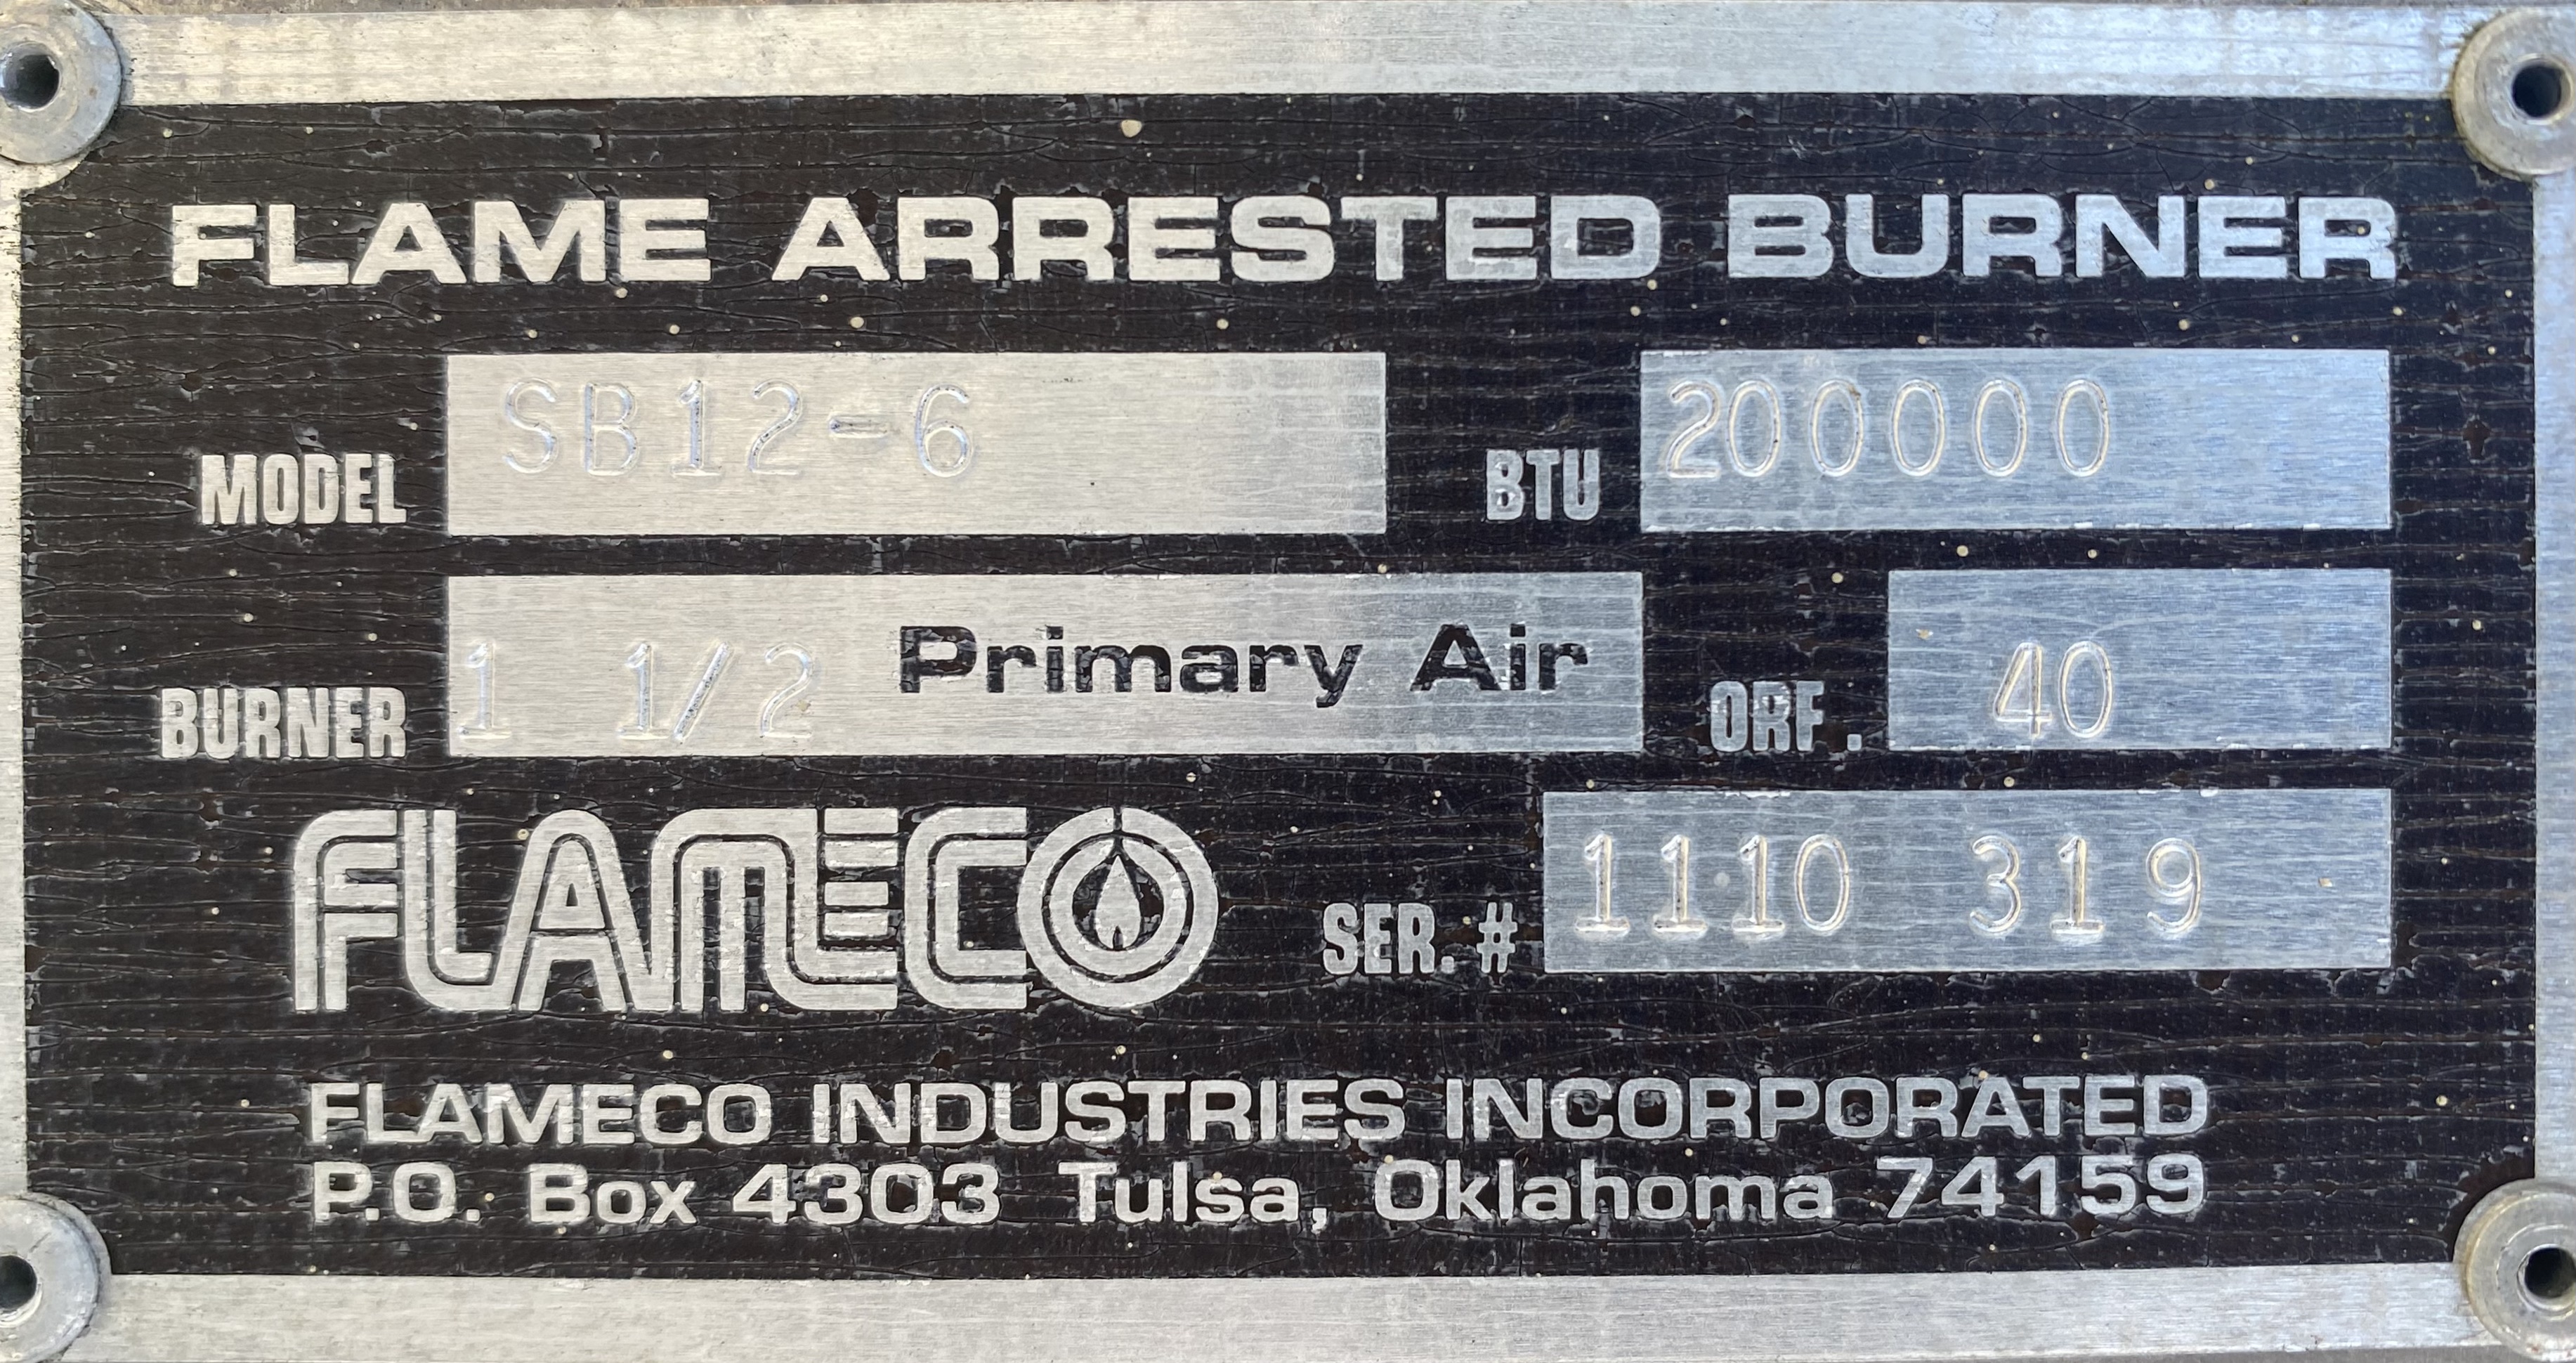 FLAME ARRESTED BURNER
MODEL SB12-6 BTU 200000
BURNER 1 1/2 Primary Air ORF. 40
FLAMECO SER. # 1110 319
FLAMECO INDUSTRIES INCORPORATED
P.O. Box 4303 Tulsa, Oklahoma 74159